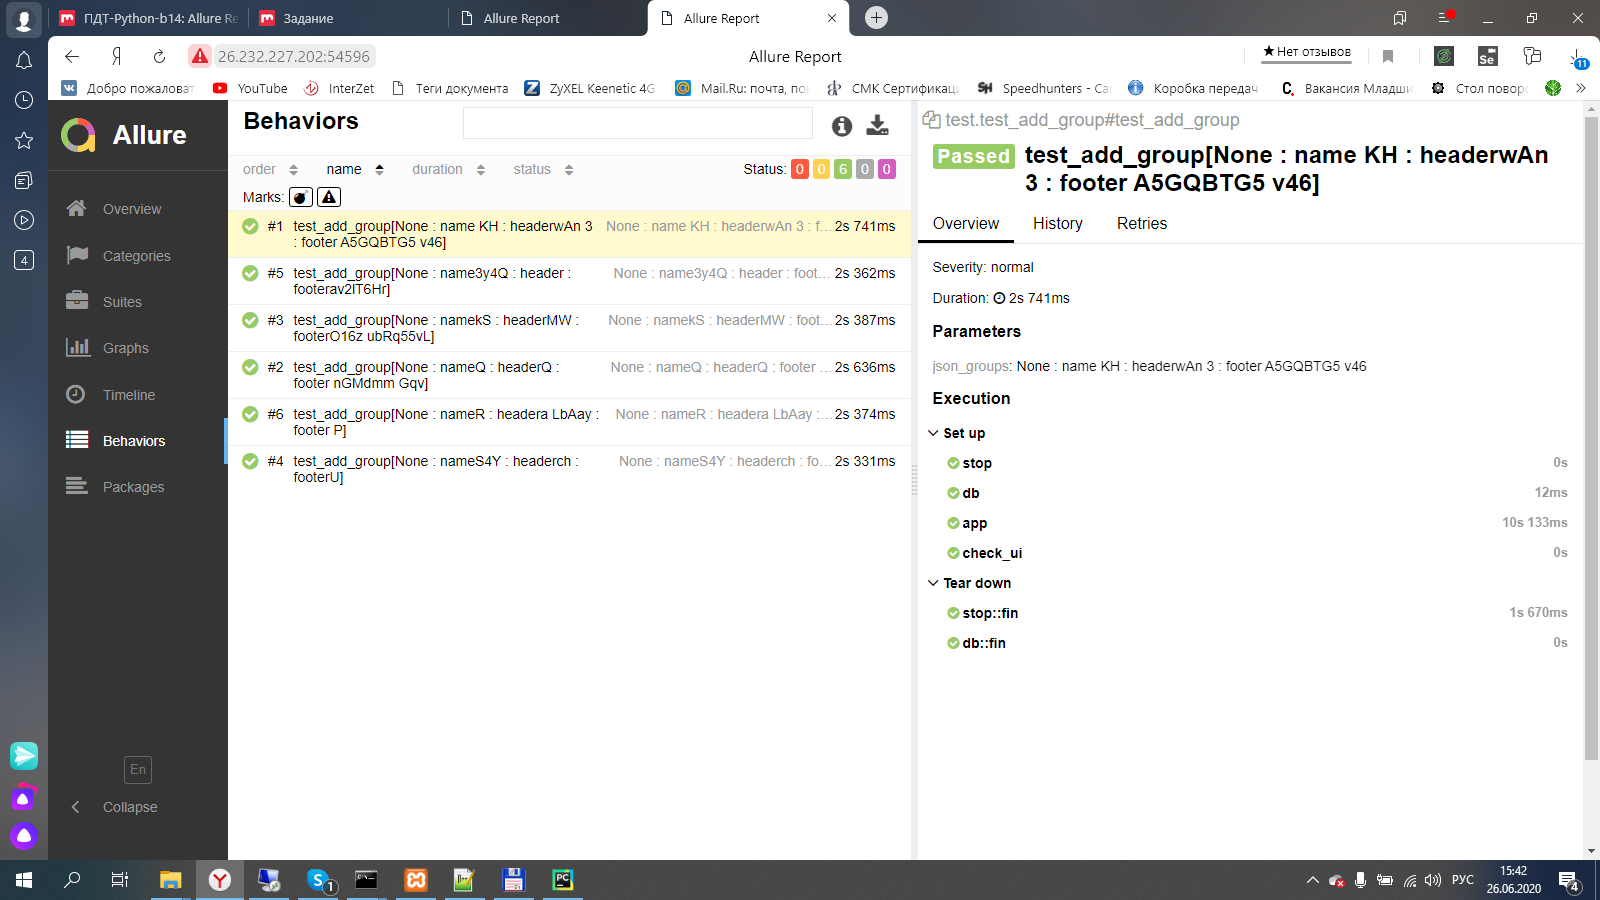 ПДТ-Python-b14: Allure Re
Задание
Allure Report
Allure Report
26.232.227.202:54596
Allure Report
★Нет отзывов
Se
11
Добро пожаловат
YouTube
InterZet
Теги документа
ZyXEL Keenetic 4G
Mail.Ru: почта, пои
СМК Сертификаци
Speedhunters - Car
Коробка передач
Вакансия Младши
Стол поворо
4
Allure
Overview
Categories
Suites
Graphs
Timeline
Behaviors
Packages
En
Collapse
Behaviors
order name duration status Status: 0 0 6 0 0
Marks:
#1 test_add_group[None : name KH : headerwAn 3 : footer A5GQBTG5 v46] None : name KH : headerwAn 3 : f... 2s 741ms
#5 test_add_group[None : name3y4Q : header : footerav2IT6Hr] None : name3y4Q : header : foot... 2s 362ms
#3 test_add_group[None : namekS : headerMW : footerO16z ubRq55vL] None : namekS : headerMW : foot... 2s 387ms
#2 test_add_group[None : nameQ : headerQ : footer nGMdmm Gqv] None : nameQ : headerQ : footer ... 2s 636ms
#6 test_add_group[None : nameR : headera LbAay : footer P] None : nameR : headera LbAay :... 2s 374ms
#4 test_add_group[None : nameS4Y : headerch : footerU] None : nameS4Y : headerch : fo... 2s 331ms
test.test_add_group#test_add_group
Passed test_add_group[None : name KH : headerwAn
3 : footer A5GQBTG5 v46]
Overview History Retries
Severity: normal
Duration: 2s 741ms
Parameters
json_groups: None : name KH : headerwAn 3 : footer A5GQBTG5 v46
Execution
Set up
stop 0s
db 12ms
app 10s 133ms
check_ui 0s
Tear down
stop::fin 1s 670ms
db::fin 0s
1
РУС
15:42
26.06.2020
4